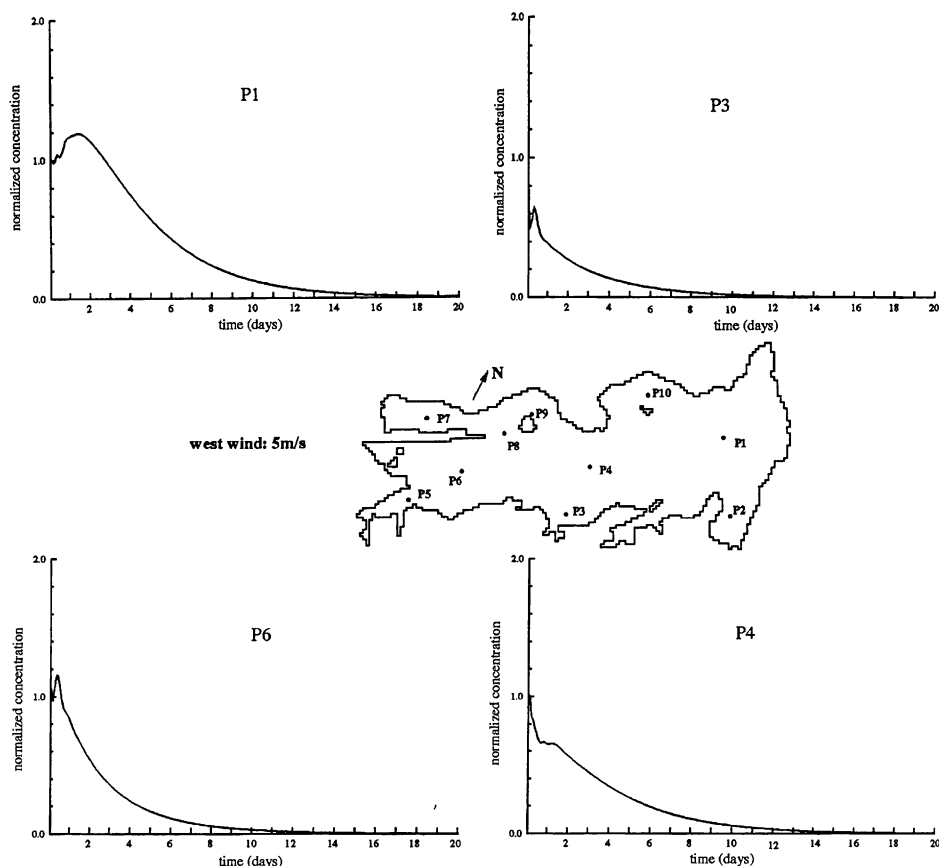 2.0
P1
normalized concentration
1.0
0.0
2 4 6 8 10 12 14 16 18 20
time (days)
2.0
P3
normalized concentration
1.0
0.0
2 4 6 8 10 12 14 16 18 20
time (days)
N
west wind: 5m/s
P7
P9
P10
P8
P1
P6
P4
P5
P3
P2
2.0
P6
normalized concentration
1.0
0.0
2 4 6 8 10 12 14 16 18 20
time (days)
2.0
P4
normalized concentration
1.0
0.0
2 4 6 8 10 12 14 16 18 20
time (days)